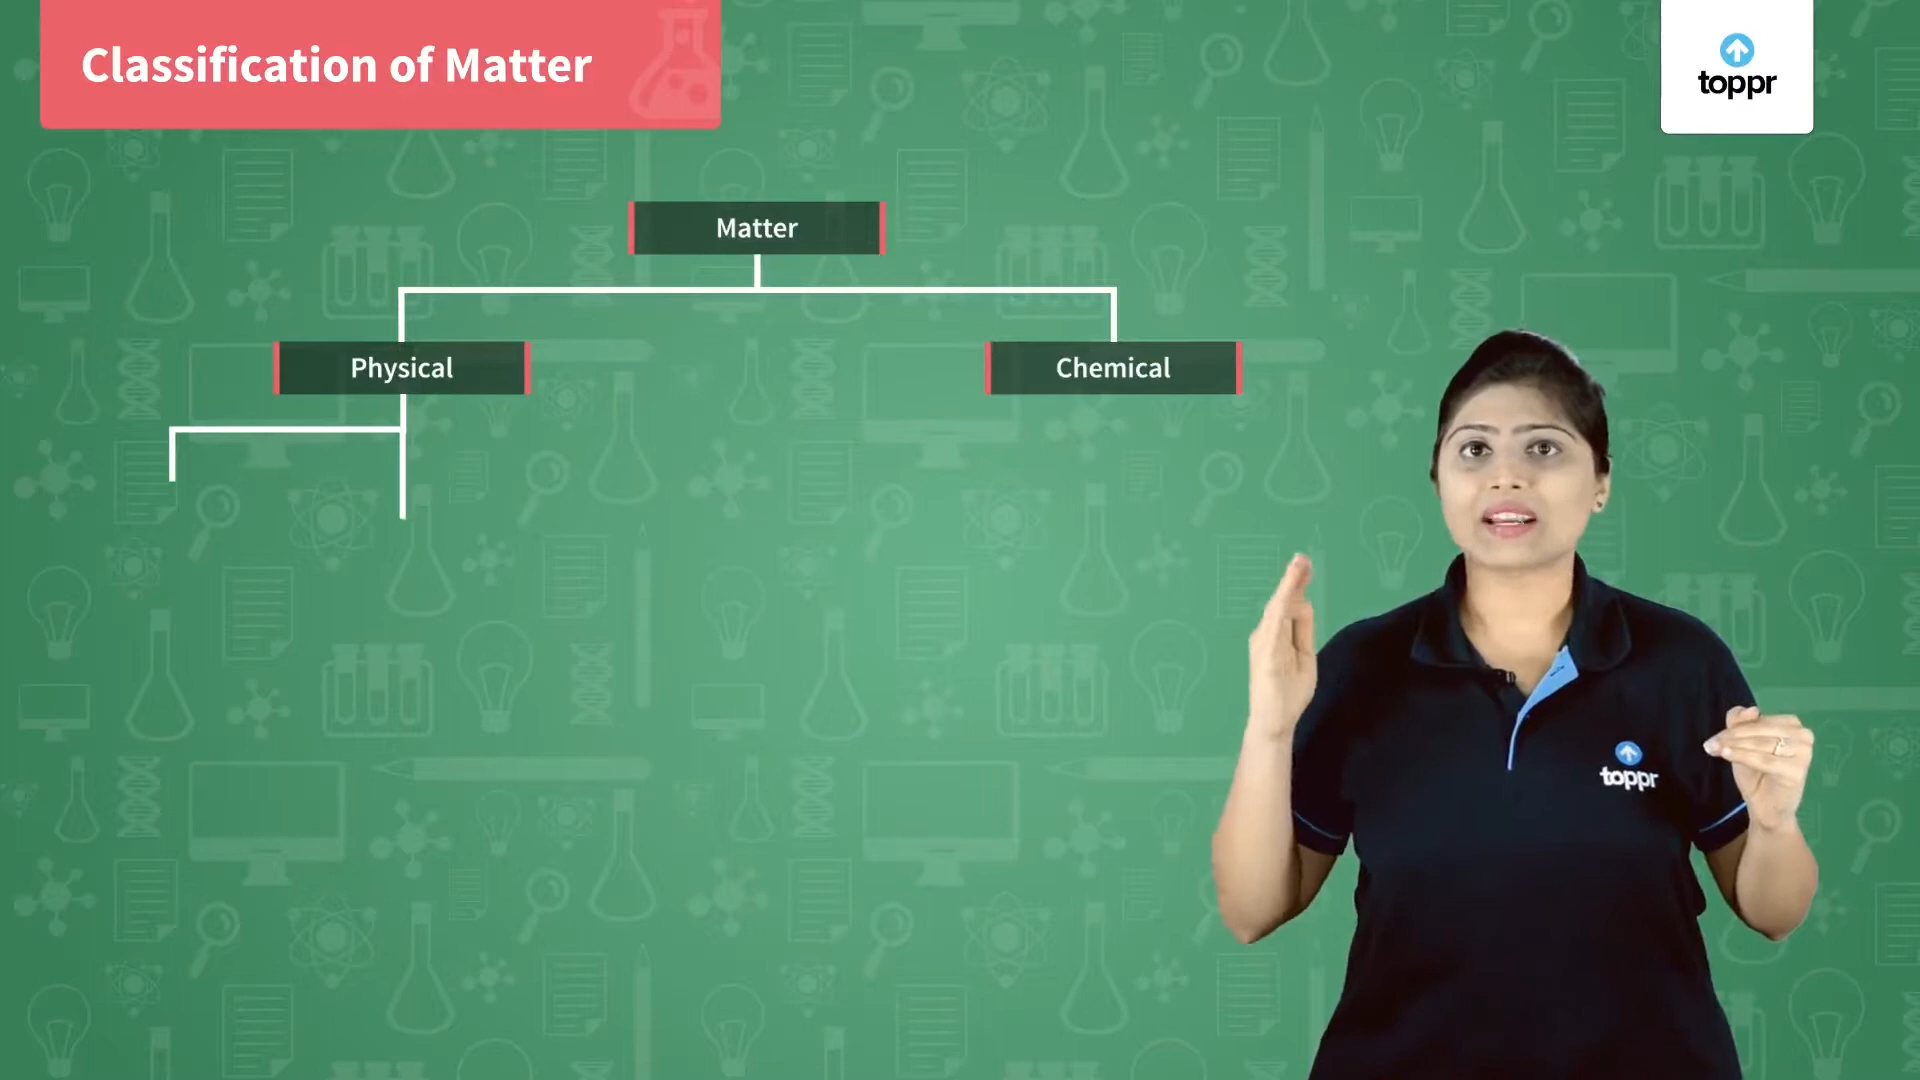 Classification of Matter
toppr
Matter
Physical
Chemical
toppr